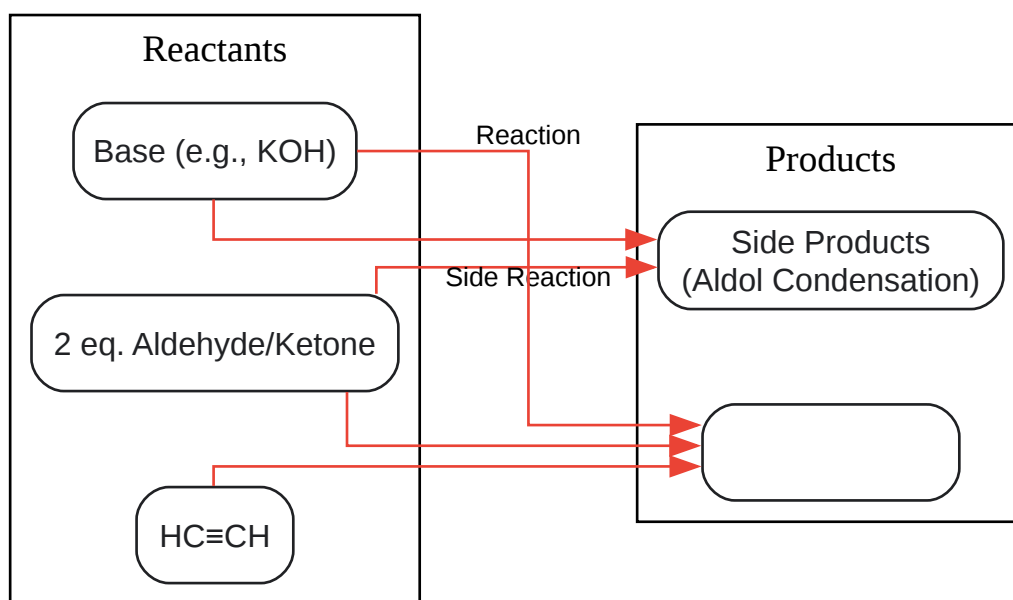 Reactants
Base (e.g., KOH)
Reaction
Products
Side Products
(Aldol Condensation)
Side Reaction
2 eq. Aldehyde/Ketone
HC≡CH